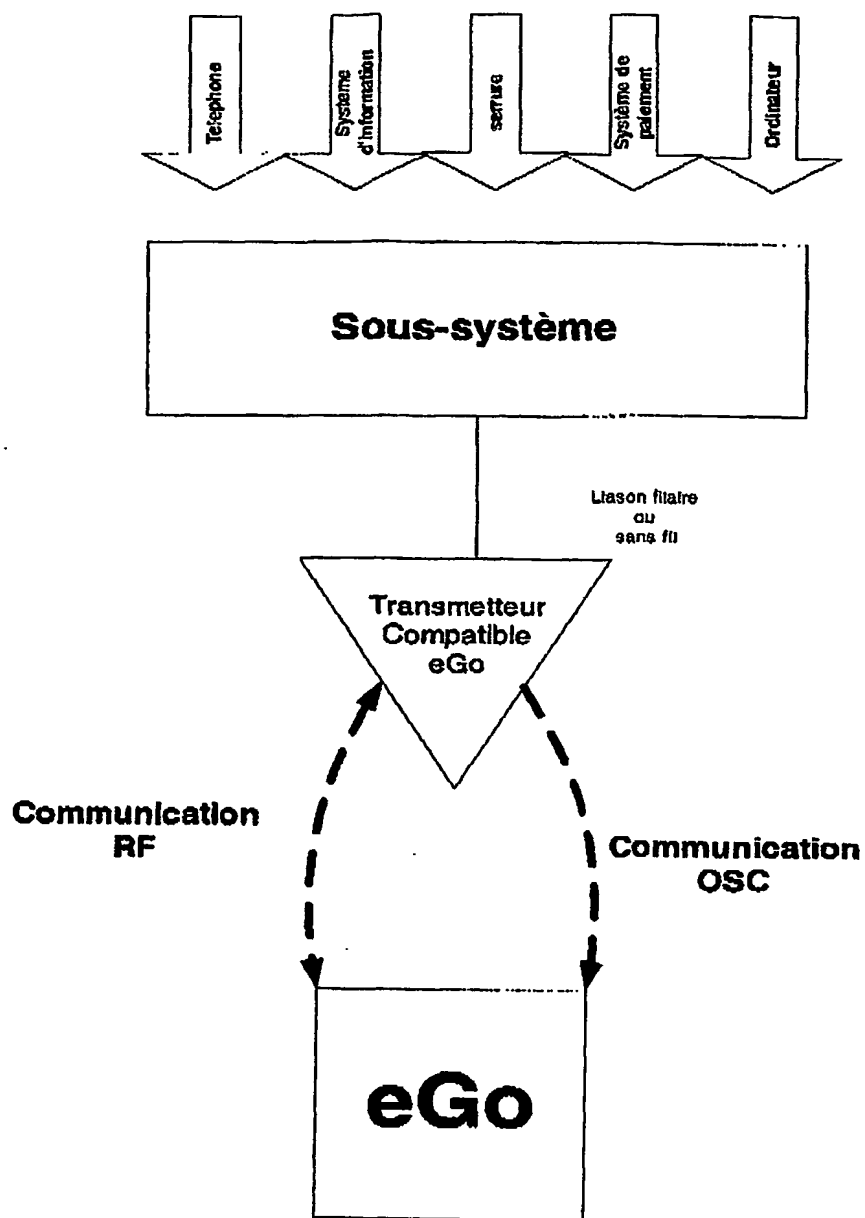 Telephone
Systeme
d'information
serrure
Système de
paiement
Ordinateur
Sous-système
Liason filaire
ou
sans fil
Transmetteur
Compatible
eGo
Communication
RF
Communication
OSC
eGo